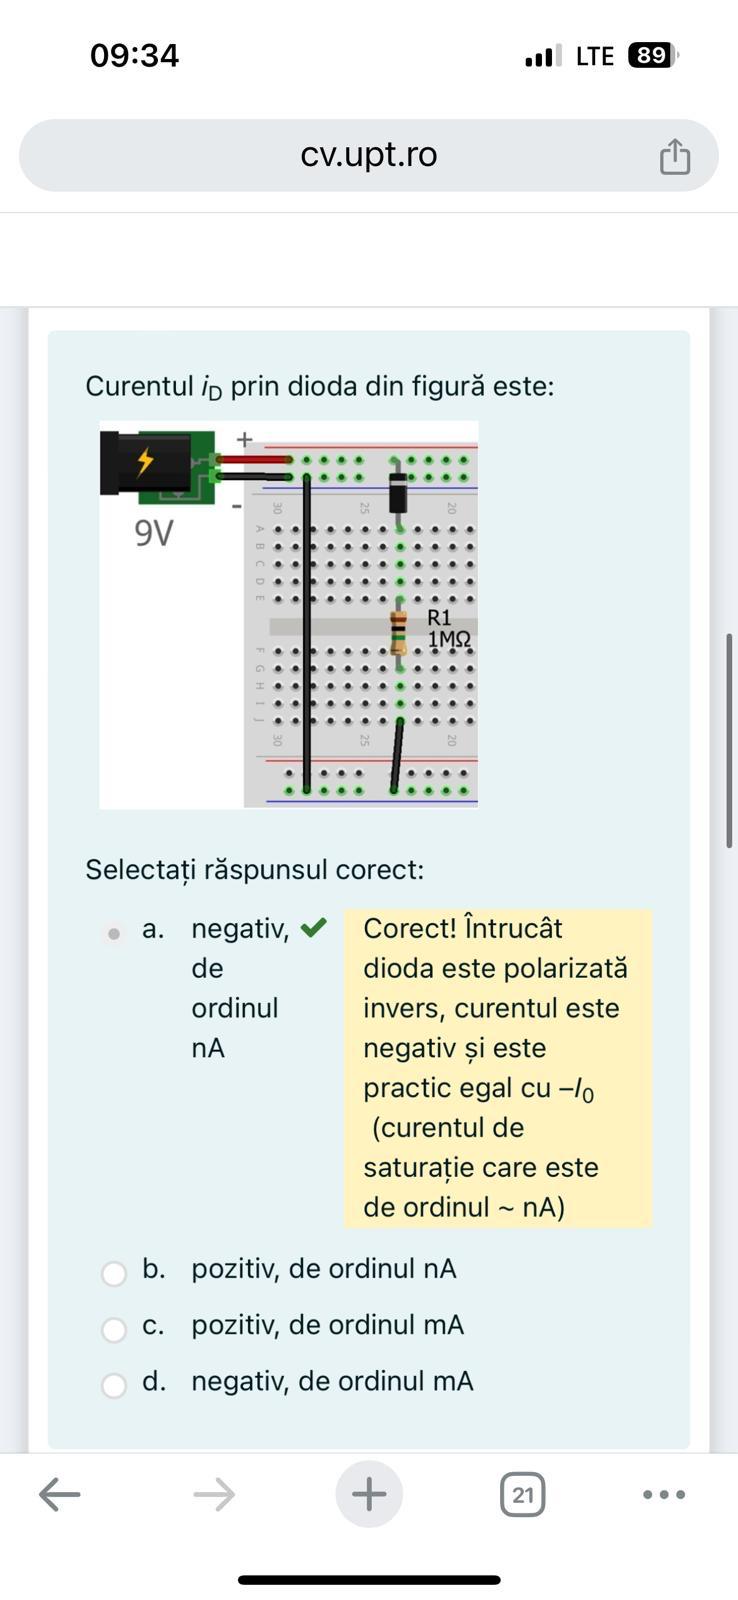 09:34
LTE 89
cv.upt.ro
Curentul iD prin dioda din figură este:
+
-
9V
30 25 20
A
B
C
D
E
R1
1MΩ
F
G
H
I
J
30 25 20
Selectați răspunsul corect:
a. negativ,
de
ordinul
nA
Corect! Întrucât
dioda este polarizată
invers, curentul este
negativ și este
practic egal cu –I0
(curentul de
saturație care este
de ordinul ~ nA)
b. pozitiv, de ordinul nA
c. pozitiv, de ordinul mA
d. negativ, de ordinul mA
21